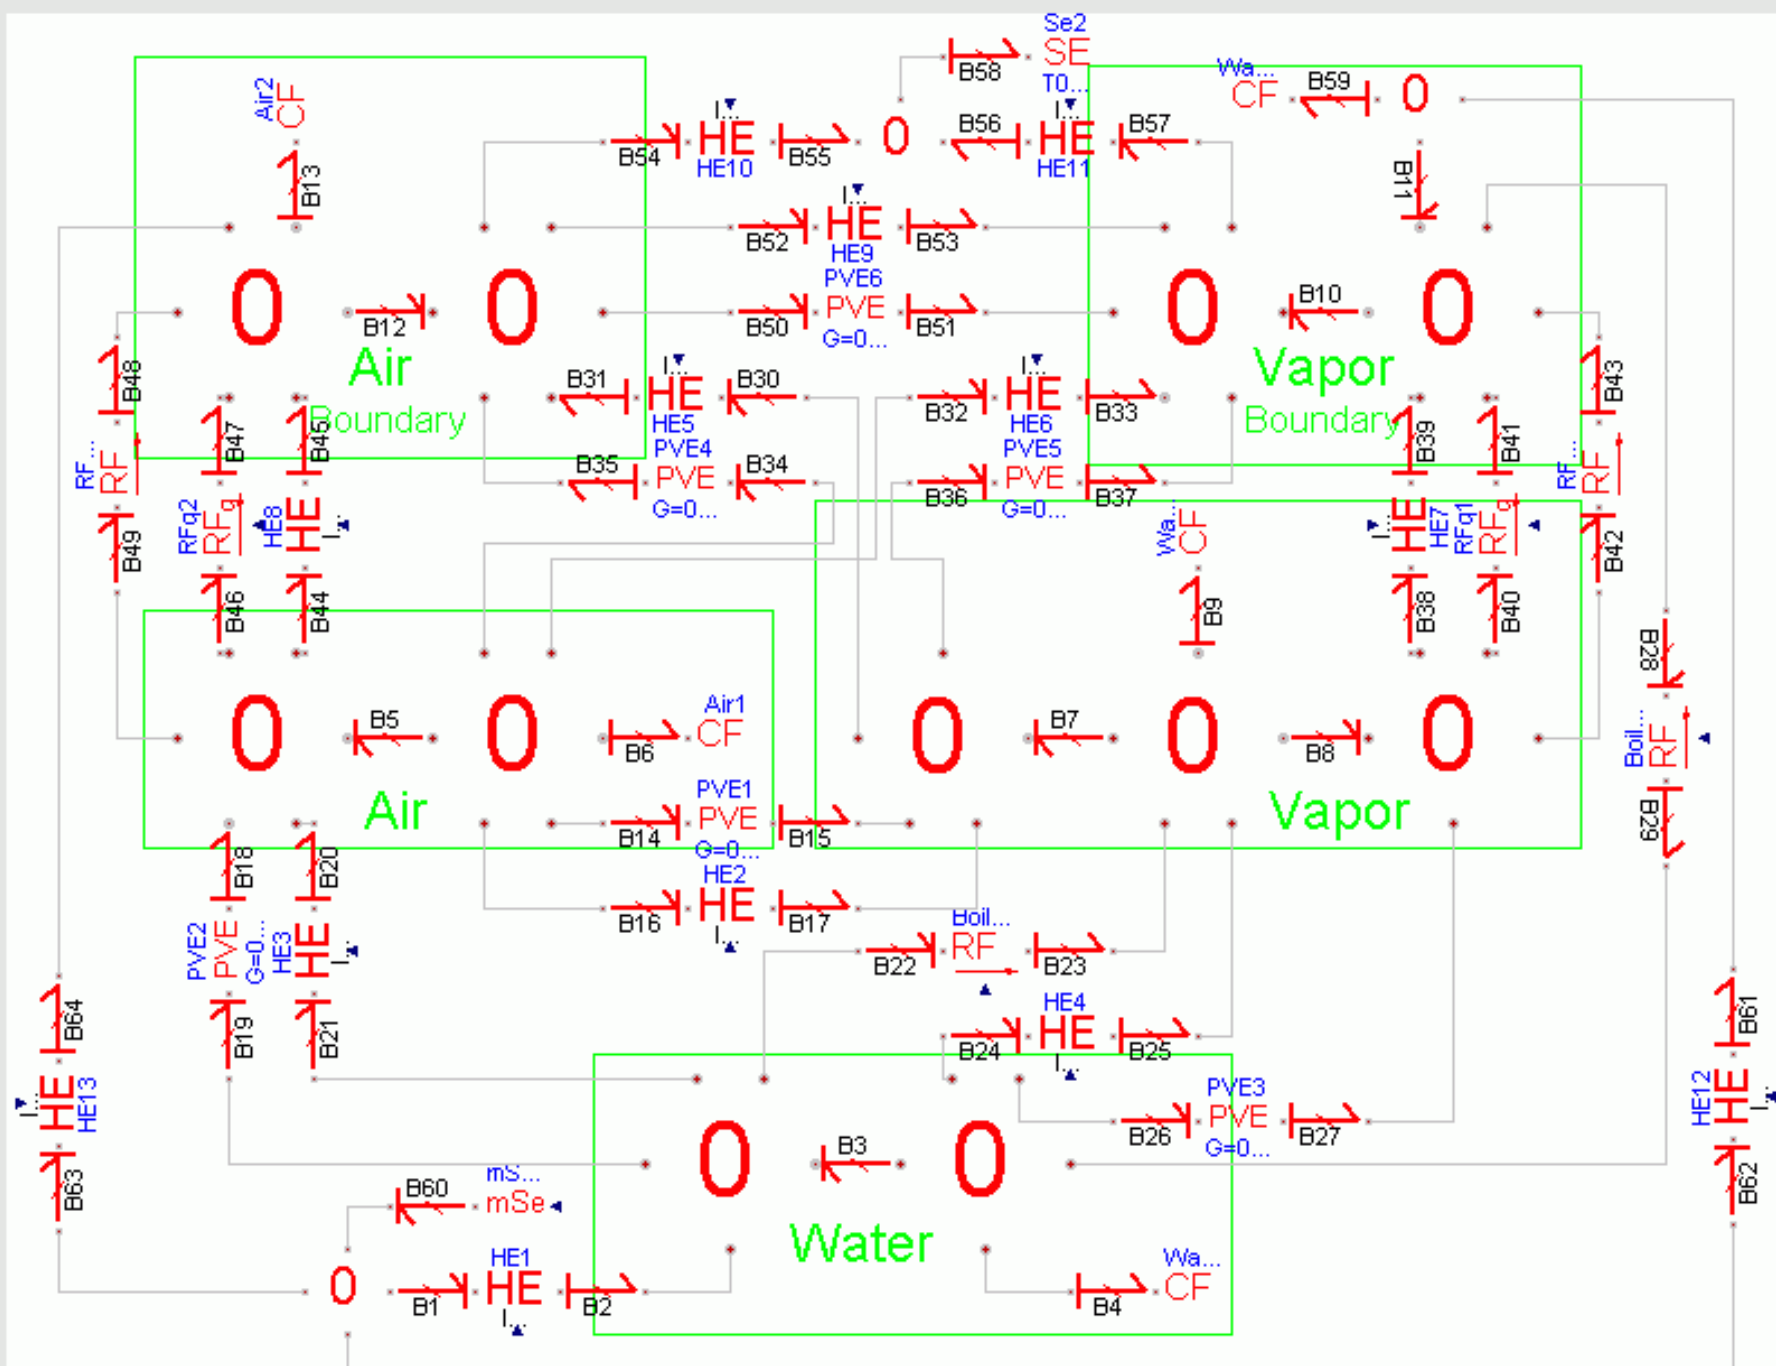 Se2
SE
T0...
B58
Wa...
CF
B59
0
Air2
CF
B13
I...
HE
HE10
B54
B55
0
B56
I...
HE
HE11
B57
B11
I...
HE
HE9
B52
B53
PVE6
PVE
G=0...
B50
B51
0
B12
0
Air
Boundary
0
B10
0
Vapor
Boundary
B48
RF...
RF
B49
B47
RFq2
RFq
B46
B45
HE8
HE
I...
B44
B31
I...
HE
HE5
B30
B35
PVE4
PVE
G=0...
B34
B32
I...
HE
HE6
B33
B36
PVE5
PVE
G=0...
B37
B39
I...
HE
HE7
B38
B41
RFq1
RFq
B40
B43
RF...
RF
B42
Wa...
CF
B9
B28
Boil...
RF
B29
0
B5
0
B6
Air1
CF
Air
0
B7
0
B8
0
Vapor
PVE1
PVE
G=0...
B14
B15
HE2
HE
I...
B16
B17
B18
PVE2
PVE
G=0...
B19
B20
HE3
HE
I...
B21
Boil...
RF
B22
B23
HE4
HE
I...
B24
B25
PVE3
PVE
G=0...
B26
B27
B64
I...
HE
HE13
B63
B61
HE12
HE
I...
B62
0
B3
0
Water
mS...
mSe
B60
0
B1
HE1
HE
I...
B2
B4
Wa...
CF